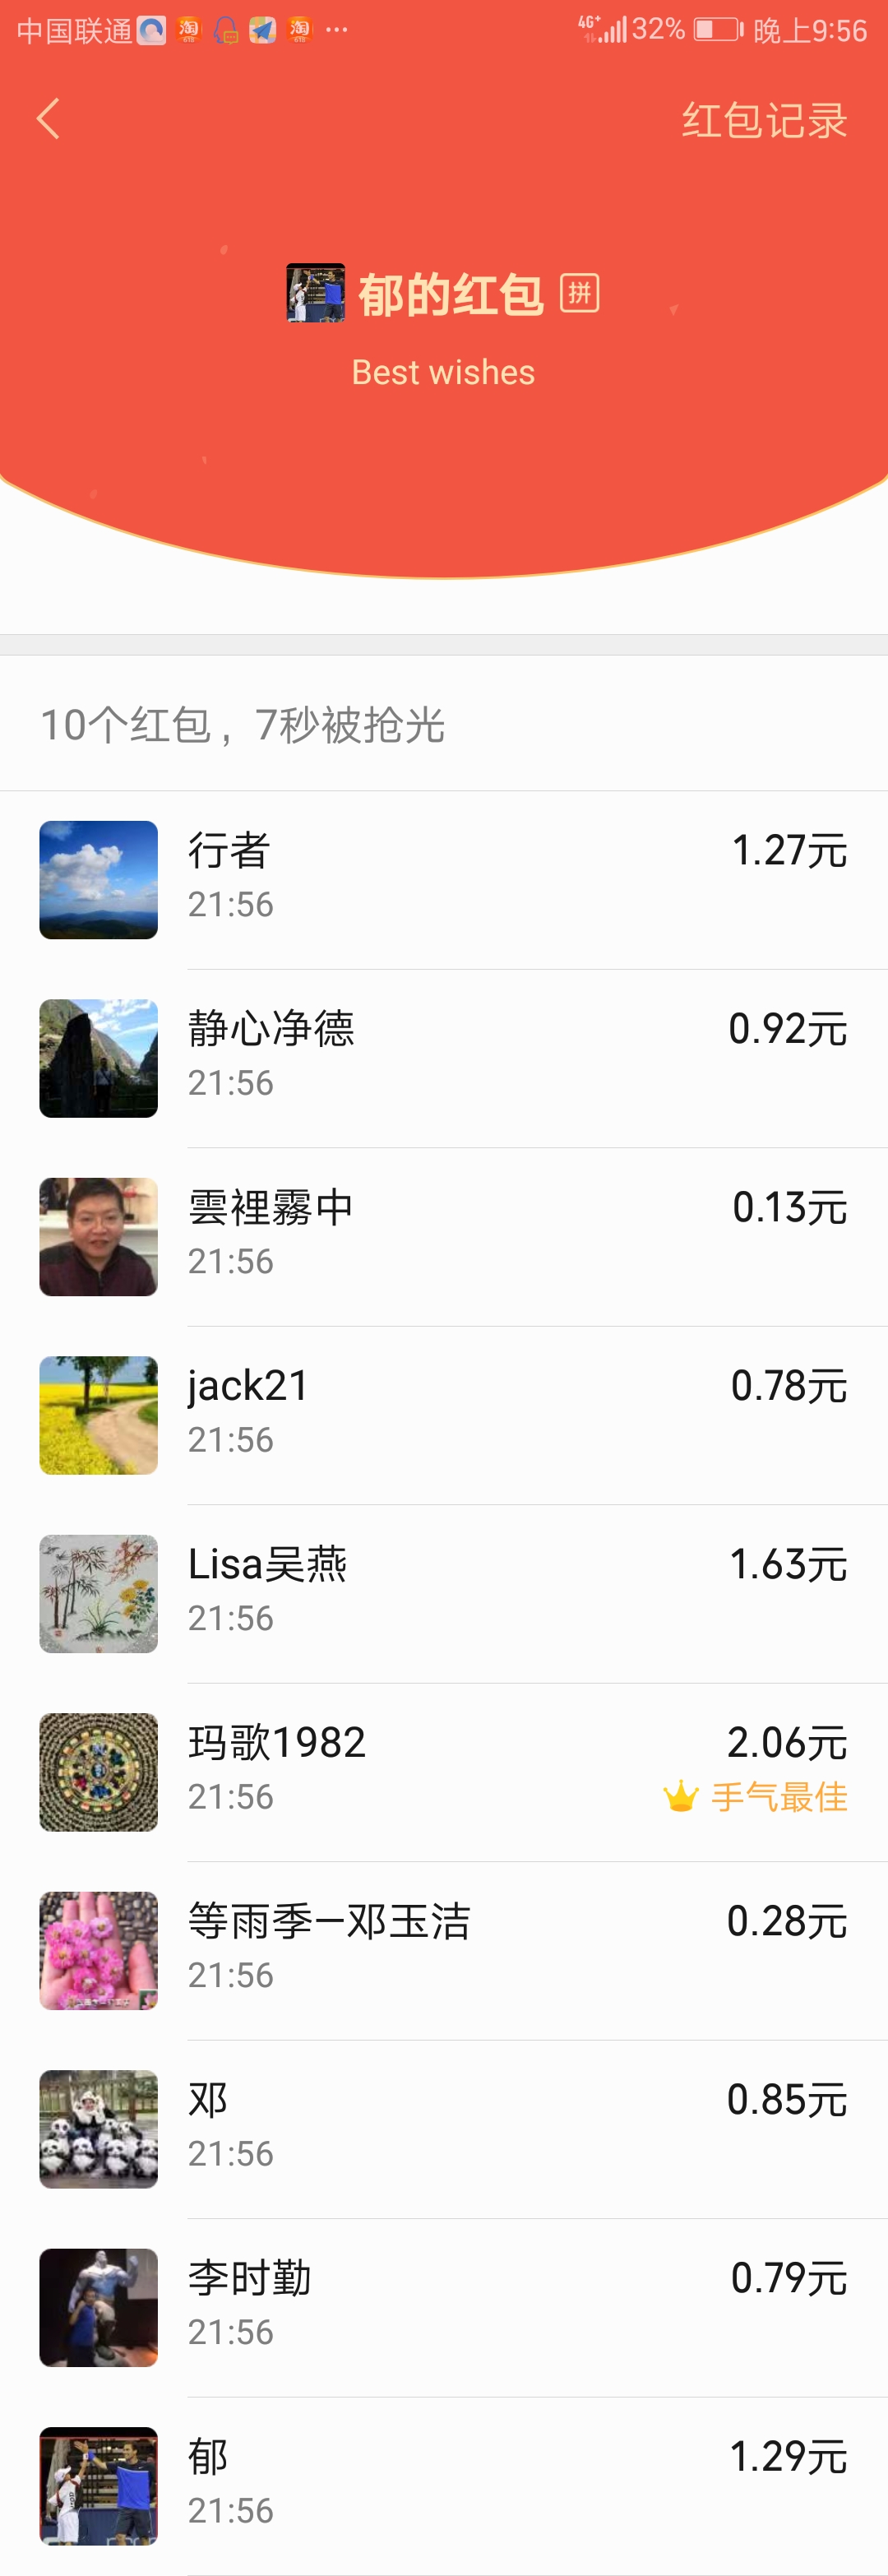 中国联通 淘 淘 ... 4G+ 32% 晚上9:56
红包记录
郁的红包 拼
Best wishes
10个红包，7秒被抢光
行者 1.27元
21:56
静心净德 0.92元
21:56
雲裡霧中 0.13元
21:56
jack21 0.78元
21:56
Lisa吴燕 1.63元
21:56
玛歌1982 2.06元
21:56 手气最佳
等雨季—邓玉洁 0.28元
21:56
邓 0.85元
21:56
李时勤 0.79元
21:56
郁 1.29元
21:56